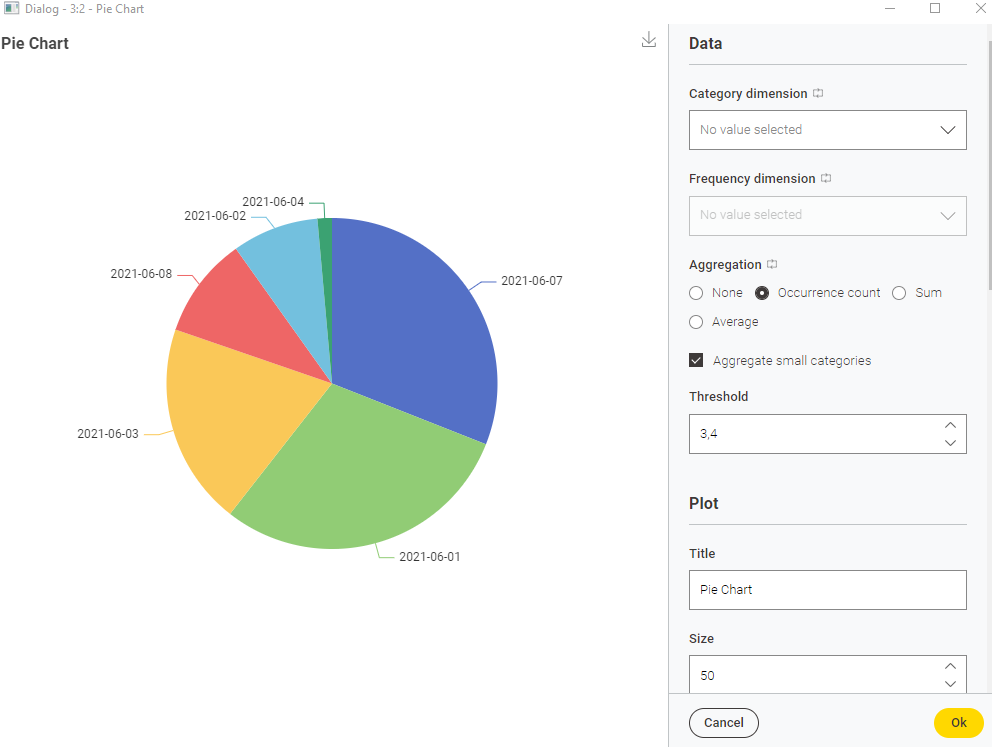 Dialog - 3:2 - Pie Chart
Pie Chart
2021-06-04
2021-06-02
2021-06-08
2021-06-07
2021-06-03
2021-06-01
Data
Category dimension
No value selected
Frequency dimension
No value selected
Aggregation
None Occurrence count Sum
Average
Aggregate small categories
Threshold
3,4
Plot
Title
Pie Chart
Size
50
Cancel Ok